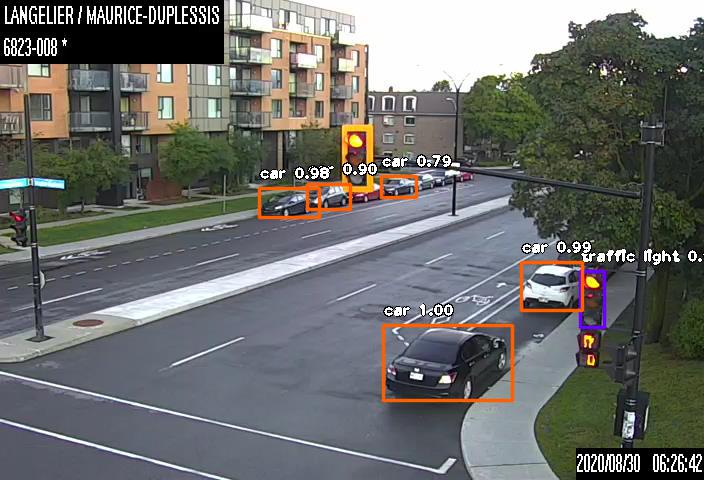 LANGELIER / MAURICE-DUPLESSIS
6823-008 *
car 0.98
0.90
car 0.79
car 0.99
traffic light 0.
car 1.00
2020/08/30 06:26:42